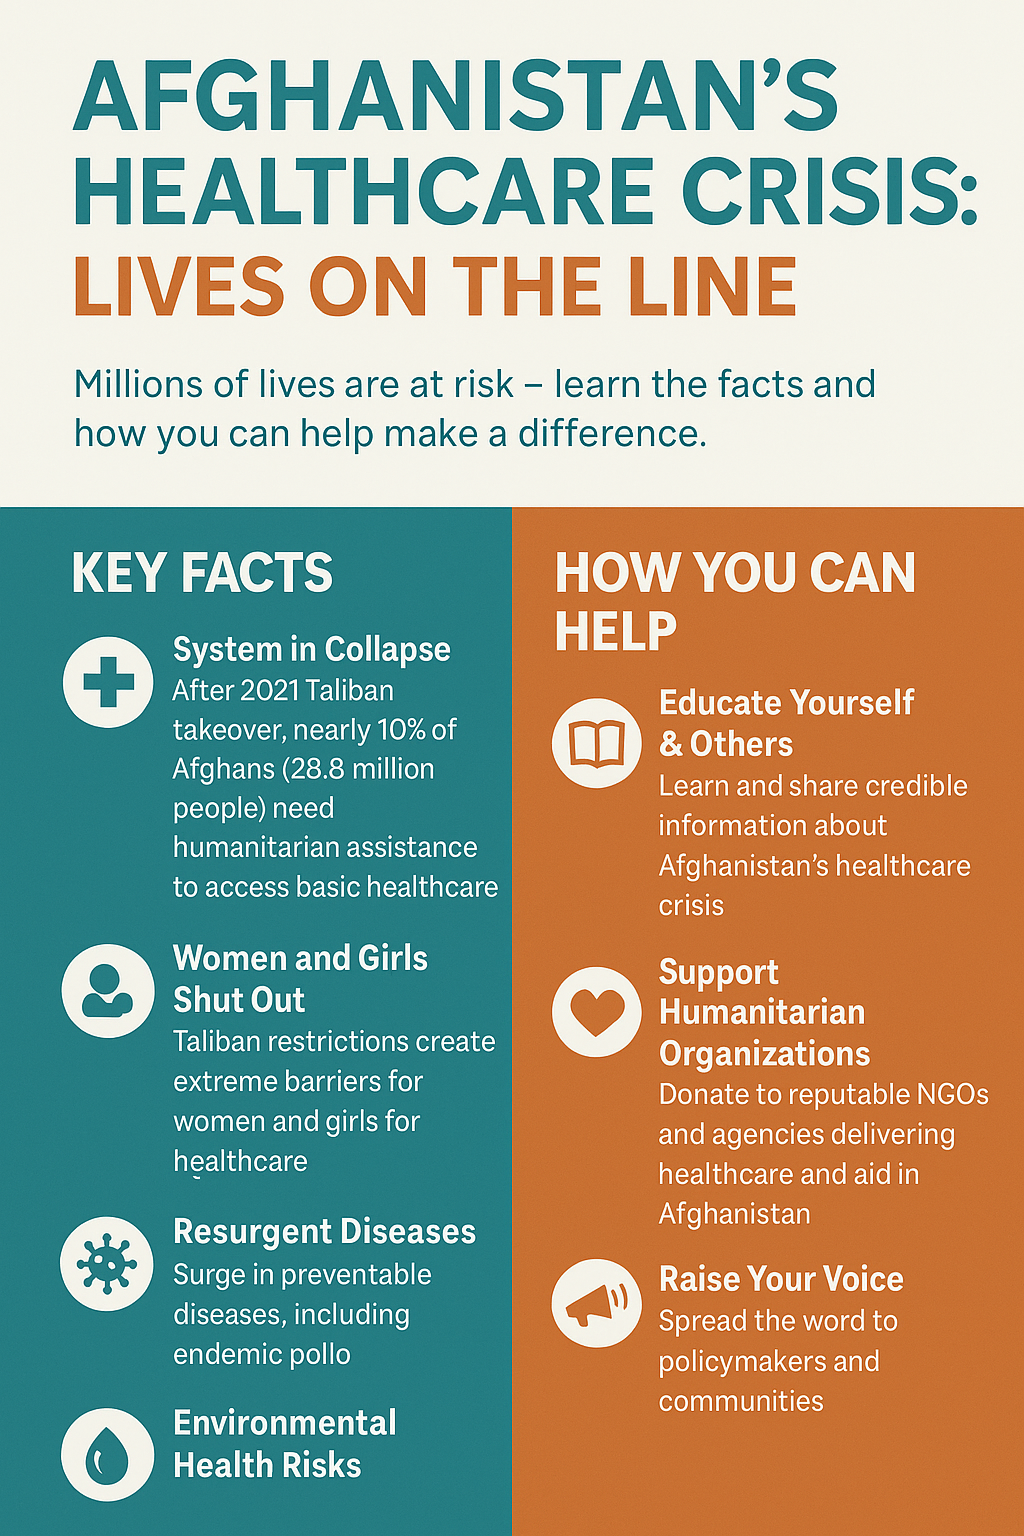 AFGHANISTAN’S
HEALTHCARE CRISIS:
LIVES ON THE LINE
Millions of lives are at risk – learn the facts and
how you can help make a difference.
KEY FACTS
System in Collapse
After 2021 Taliban
takeover, nearly 10% of
Afghans (28.8 million
people) need
humanitarian assistance
to access basic healthcare
Women and Girls
Shut Out
Taliban restrictions create
extreme barriers for
women and girls for
healthcare
Resurgent Diseases
Surge in preventable
diseases, including
endemic pollo
Environmental
Health Risks
HOW YOU CAN
HELP
Educate Yourself
& Others
Learn and share credible
information about
Afghanistan’s healthcare
crisis
Support
Humanitarian
Organizations
Donate to reputable NGOs
and agencies delivering
healthcare and aid in
Afghanistan
Raise Your Voice
Spread the word to
policymakers and
communities